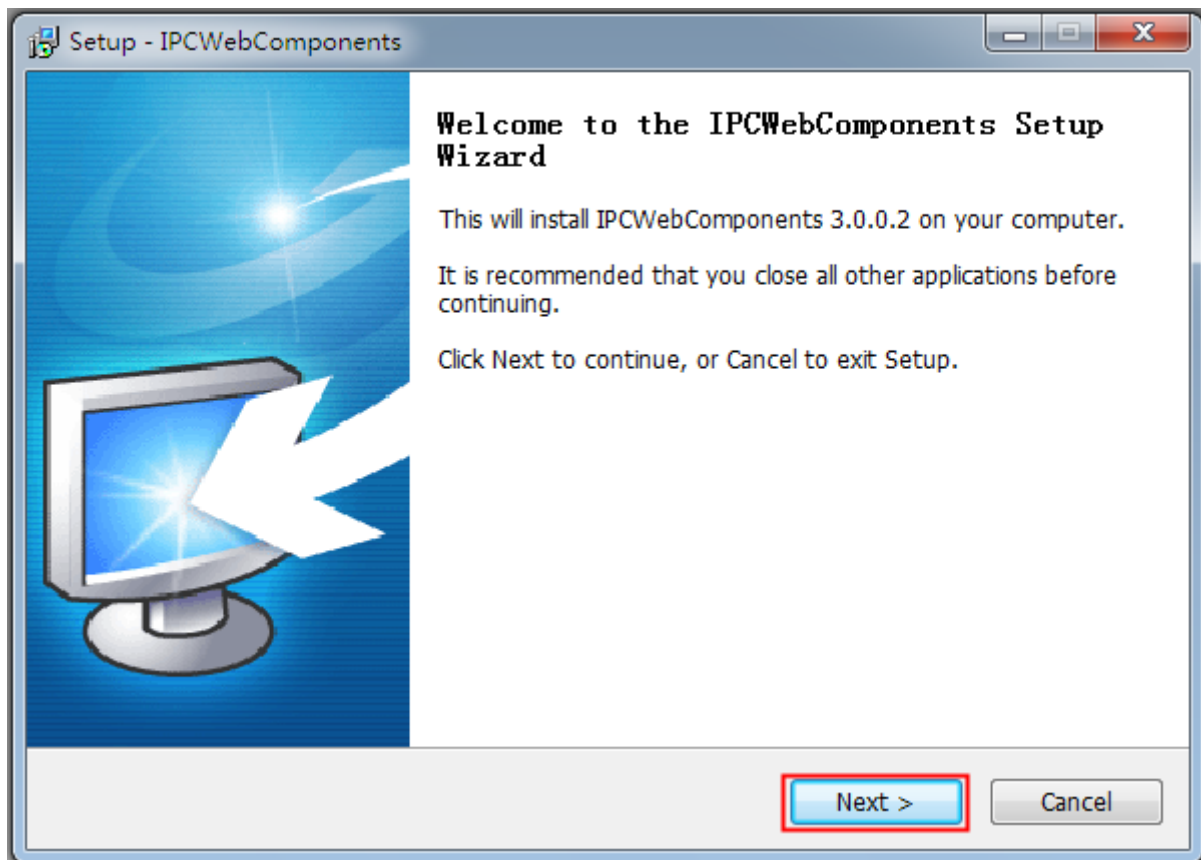 Setup - IPCWebComponents
Welcome to the IPCWebComponents Setup
Wizard
This will install IPCWebComponents 3.0.0.2 on your computer.
It is recommended that you close all other applications before
continuing.
Click Next to continue, or Cancel to exit Setup.
Next >
Cancel